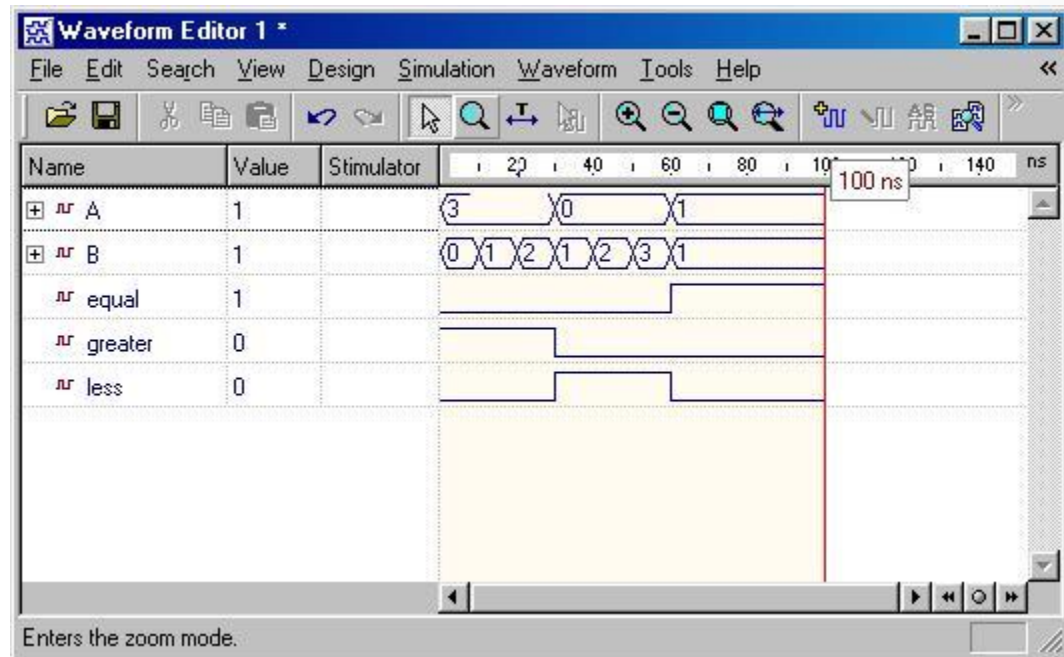 Waveform Editor 1 *
File Edit Search View Design Simulation Waveform Tools Help
Name Value Stimulator 20 40 60 80 140 ns
100 ns
A 1 3 0 1
B 1 0 1 2 1 2 3 1
equal 1
greater 0
less 0
Enters the zoom mode.